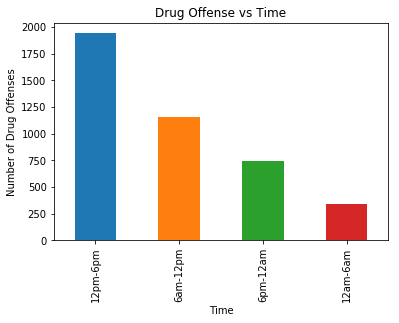 Drug Offense vs Time
Number of Drug Offenses
2000
1750
1500
1250
1000
750
500
250
0
12pm-6pm
6am-12pm
6pm-12am
12am-6am
Time